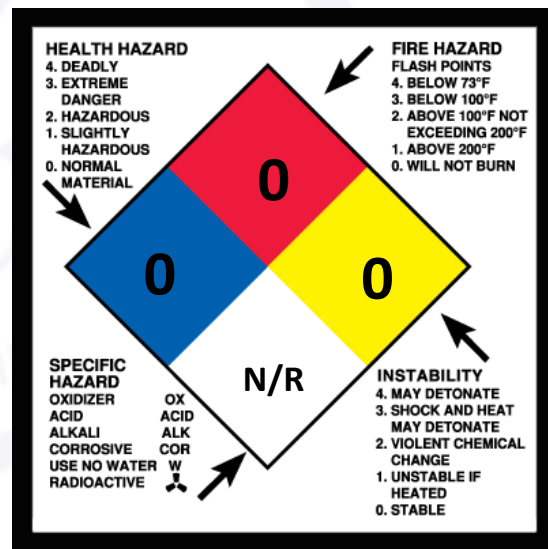 HEALTH HAZARD
4. DEADLY
3. EXTREME
DANGER
2. HAZARDOUS
1. SLIGHTLY
HAZARDOUS
0. NORMAL
MATERIAL
FIRE HAZARD
FLASH POINTS
4. BELOW 73°F
3. BELOW 100°F
2. ABOVE 100°F NOT
EXCEEDING 200°F
1. ABOVE 200°F
0. WILL NOT BURN
0
0
0
N/R
SPECIFIC
HAZARD
OXIDIZER OX
ACID ACID
ALKALI ALK
CORROSIVE COR
USE NO WATER W
RADIOACTIVE
INSTABILITY
4. MAY DETONATE
3. SHOCK AND HEAT
MAY DETONATE
2. VIOLENT CHEMICAL
CHANGE
1. UNSTABLE IF
HEATED
0. STABLE